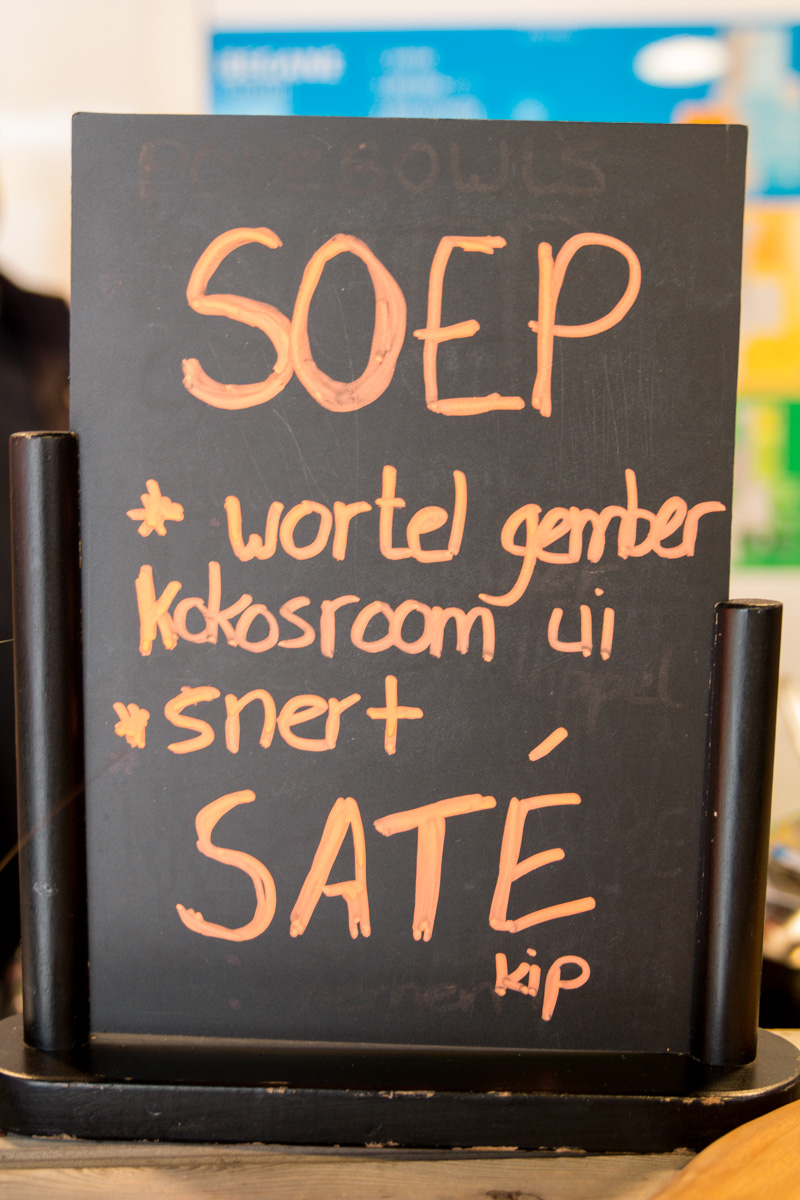 SOEP
* wortel gember
kokosroom ui
* snert
SATÉ
kip